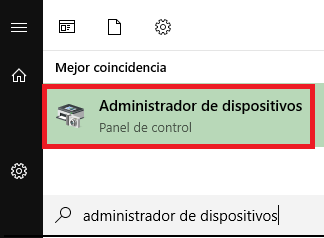 Mejor coincidencia
Administrador de dispositivos
Panel de control
administrador de dispositivos